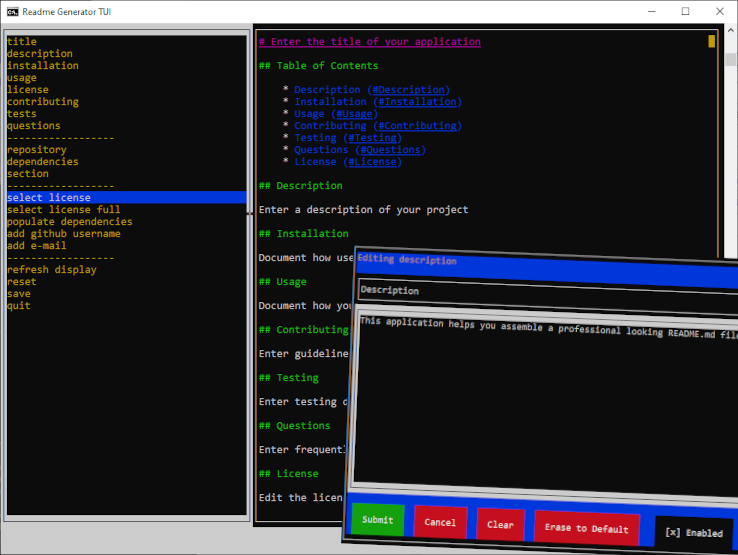 Readme Generator TUI
title
description
installation
usage
license
contributing
tests
questions
------------------
repository
dependencies
section
------------------
select license
select license full
populate dependencies
add github username
add e-mail
------------------
refresh display
reset
save
quit
# Enter the title of your application
## Table of Contents
* Description (#Description)
* Installation (#Installation)
* Usage (#Usage)
* Contributing (#Contributing)
* Testing (#Testing)
* Questions (#Questions)
* License (#License)
## Description
Enter a description of your project
## Installation
Document how use
## Usage
Document how you
## Contributing
Enter guideline
## Testing
Enter testing
## Questions
Enter frequentl
## License
Edit the licen
Editing description
Description
This application helps you assemble a professional looking README.md file
Submit
Cancel
Clear
Erase to Default
[x] Enabled